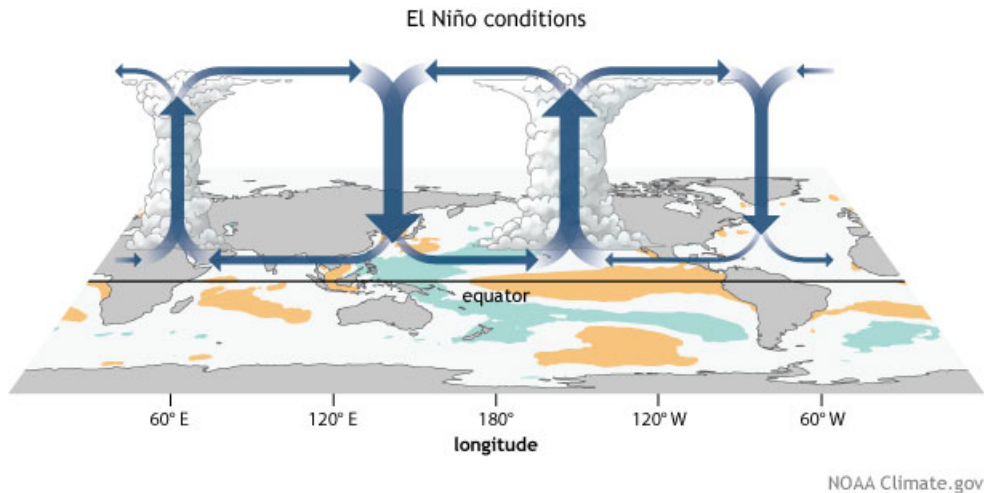 El Niño conditions
equator
60° E 120° E 180° 120° W 60° W
longitude
NOAA Climate.gov